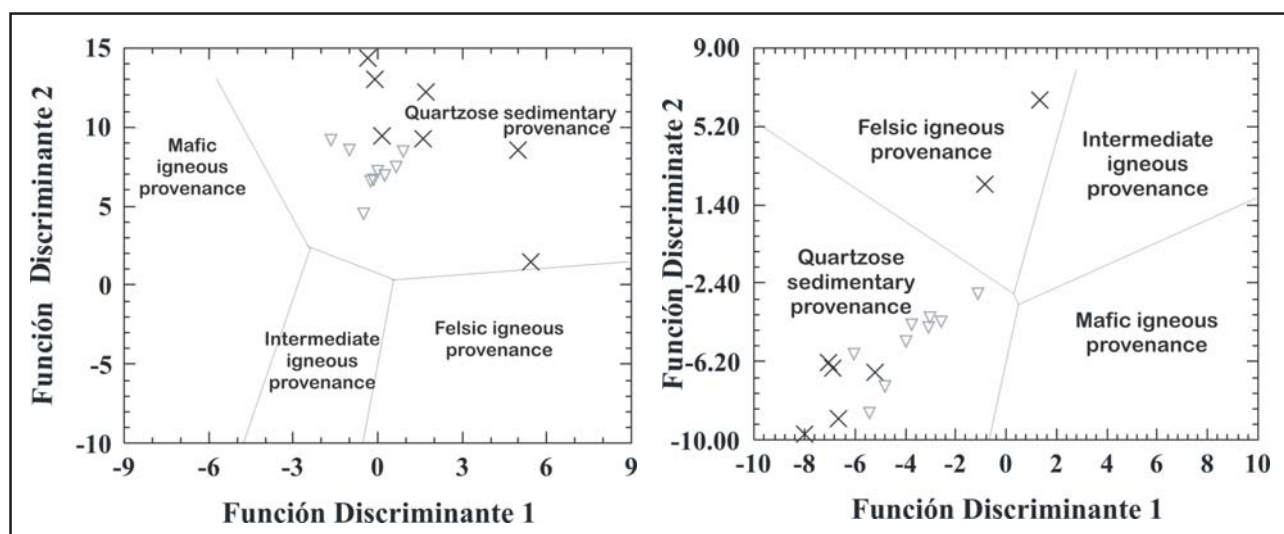 Función Discriminante 2
15
10
5
0
-5
-10
-9
-6
-3
0
3
6
9
Función Discriminante 1
Mafic
igneous
provenance
Quartzose sedimentary
provenance
Intermediate
igneous
provenance
Felsic igneous
provenance
Función Discriminate 2
9.00
5.20
1.40
-2.40
-6.20
-10.00
-10
-8
-6
-4
-2
0
2
4
6
8
10
Función Discriminante 1
Felsic igneous
provenance
Intermediate
igneous
provenance
Quartzose
sedimentary
provenance
Mafic igneous
provenance